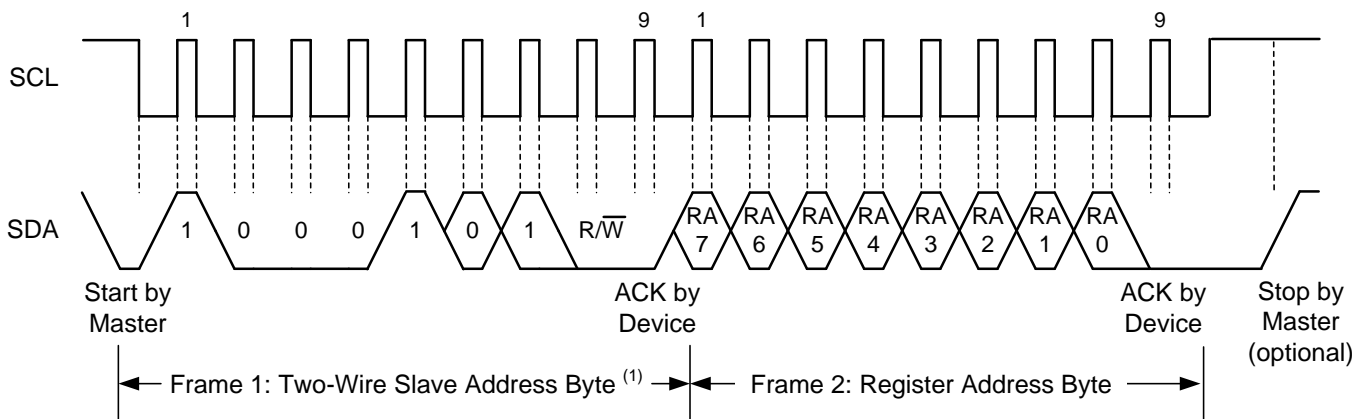 1 9 1 9
SCL
SDA
1 0 0 0 1 0 1 R/W̅ RA RA RA RA RA RA RA RA
7 6 5 4 3 2 1 0
Start by
Master
ACK by
Device
ACK by
Device
Stop by
Master
(optional)
Frame 1: Two-Wire Slave Address Byte (1)
Frame 2: Register Address Byte